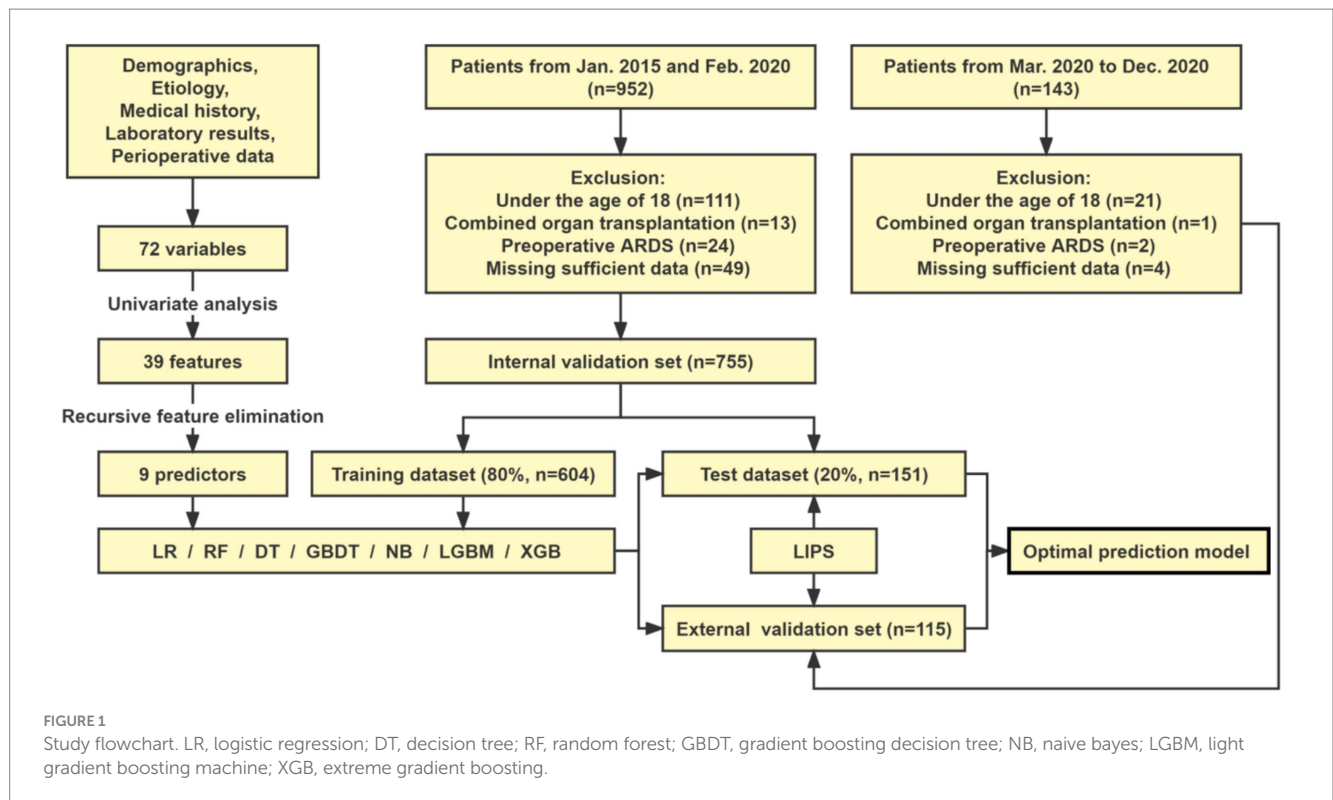 Demographics,
Etiology,
Medical history,
Laboratory results,
Perioperative data
72 variables
Univariate analysis
39 features
Recursive feature elimination
9 predictors
Patients from Jan. 2015 and Feb. 2020
(n=952)
Exclusion:
Under the age of 18 (n=111)
Combined organ transplantation (n=13)
Preoperative ARDS (n=24)
Missing sufficient data (n=49)
Internal validation set (n=755)
Training dataset (80%, n=604)
LR / RF / DT / GBDT / NB / LGBM / XGB
Patients from Mar. 2020 to Dec. 2020
(n=143)
Exclusion:
Under the age of 18 (n=21)
Combined organ transplantation (n=1)
Preoperative ARDS (n=2)
Missing sufficient data (n=4)
Test dataset (20%, n=151)
LIPS
External validation set (n=115)
Optimal prediction model
FIGURE 1
Study flowchart. LR, logistic regression; DT, decision tree; RF, random forest; GBDT, gradient boosting decision tree; NB, naive bayes; LGBM, light
gradient boosting machine; XGB, extreme gradient boosting.